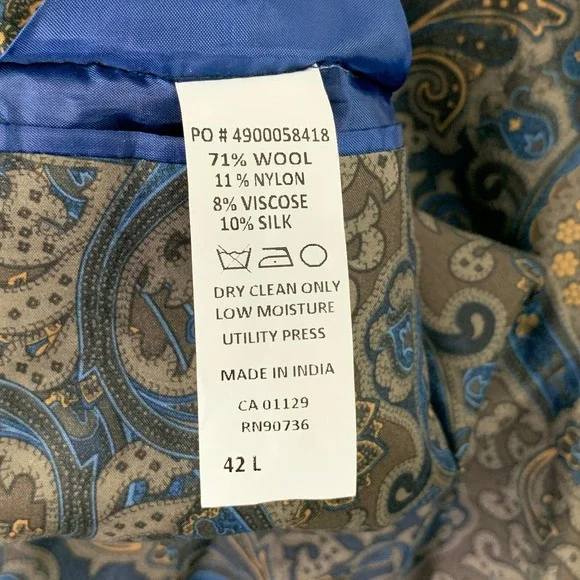 PO # 4900058418
71% WOOL
11 % NYLON
8% VISCOSE
10% SILK
DRY CLEAN ONLY
LOW MOISTURE
UTILITY PRESS
MADE IN INDIA
CA 01129
RN90736
42 L